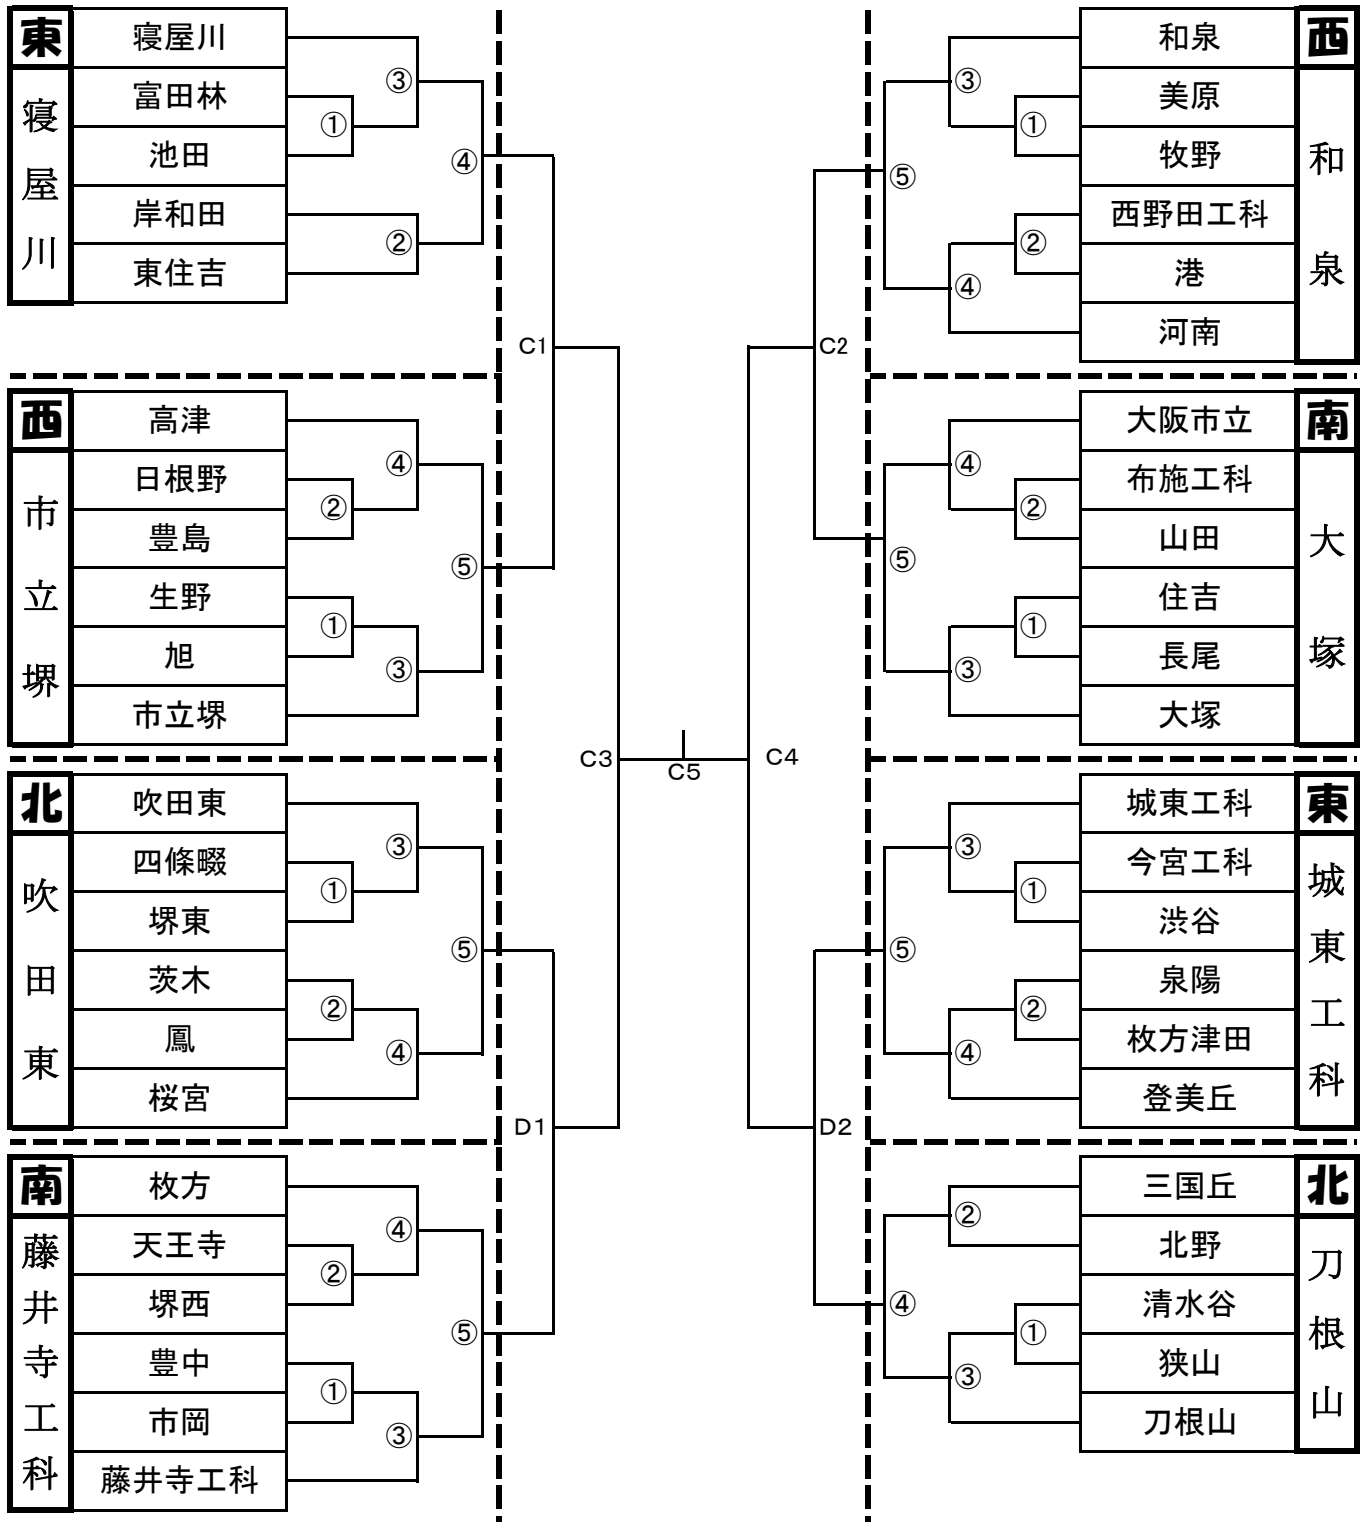 東
寝屋川
寝屋川
富田林
池田
岸和田
東住吉
①
②
③
④
西
市立堺
高津
日根野
豊島
生野
旭
市立堺
②
①
④
③
⑤
北
吹田東
吹田東
四條畷
堺東
茨木
鳳
桜宮
①
②
③
④
⑤
南
藤井寺工科
枚方
天王寺
堺西
豊中
市岡
藤井寺工科
②
①
④
③
⑤
C1
D1
C3
C5
C4
C2
D2
西
和泉
和泉
美原
牧野
西野田工科
港
河南
③
①
②
④
⑤
南
大塚
大阪市立
布施工科
山田
住吉
長尾
大塚
④
②
①
③
⑤
東
城東工科
城東工科
今宮工科
渋谷
泉陽
枚方津田
登美丘
③
①
②
④
⑤
北
刀根山
三国丘
北野
清水谷
狭山
刀根山
②
①
③
④